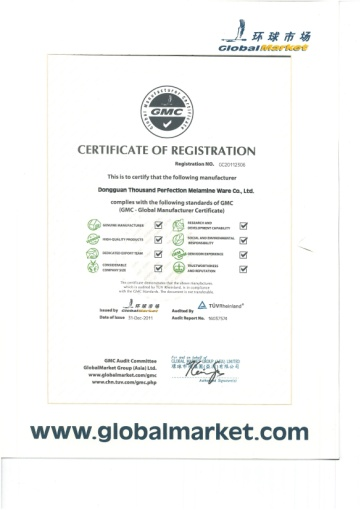 环球市场
GlobalMarket
GLOBAL MANUFACTURER CERTIFICATE
GMC
CERTIFICATE OF REGISTRATION
Registration NO. GC20112506
This is to certify that the following manufacturer
Dongguan Thousand Perfection Melamine Ware Co., Ltd.
complies with the following standards of GMC
(GMC - Global Manufacturer Certificate)
GENUINE MANUFACTURER
RESEARCH AND DEVELOPMENT CAPABILITY
HIGH-QUALITY PRODUCTS
SOCIAL AND ENVIRONMENTAL RESPONSIBILITY
DEDICATED EXPORT TEAM
OEM/ODM EXPERIENCE
CONSIDERABLE COMPANY SIZE
TRUSTWORTHINESS AND REPUTATION
The certificate demonstrates that the above manufacturer,
which is audited by TÜV Rheinland, is in compliance
with the GMC Standards. The document is not transferable.
环球市场
Issued by GlobalMarket
Audited By TÜVRheinland
Date of Issue 31-Dec-2011
Audit Report No.
GMC Audit Committee
GlobalMarket Group (Asia) Ltd.
www.globalmarket.com/gmc
www.chn.tuv.com/gmc.php
For and on behalf of
GLOBAL MARKET GROUP (ASIA) LIMITED
环球市场集团(亚洲)有限公司
Authorized Signature(s)
www.globalmarket.com